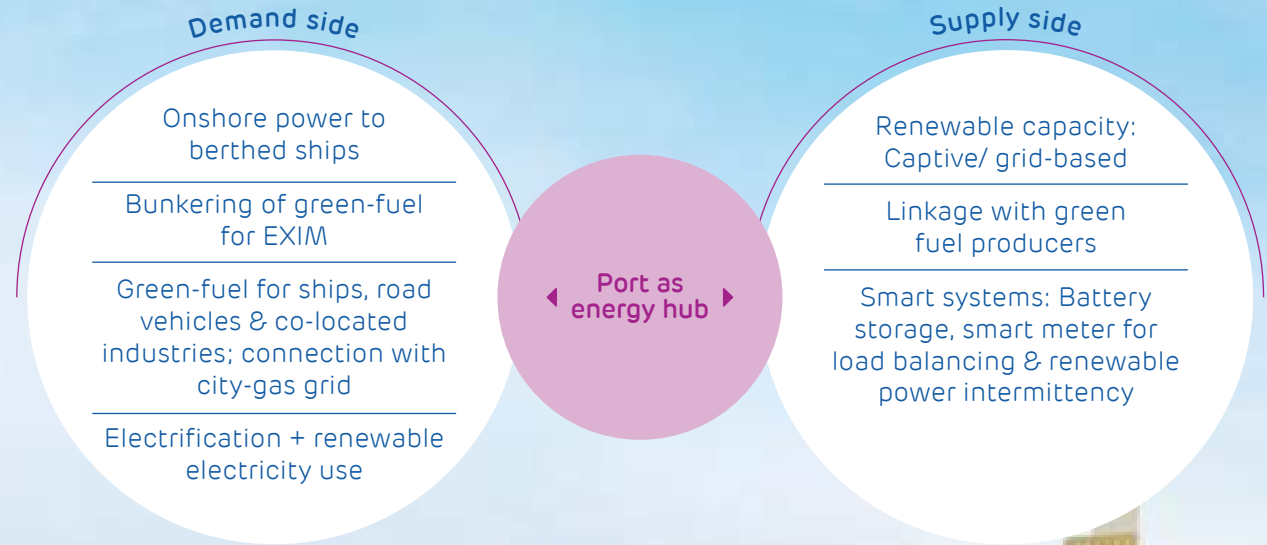 Demand side
Onshore power to
berthed ships
Bunkering of green-fuel
for EXIM
Green-fuel for ships, road
vehicles & co-located
industries; connection with
city-gas grid
Electrification + renewable
electricity use
Port as
energy hub
Supply side
Renewable capacity:
Captive/ grid-based
Linkage with green
fuel producers
Smart systems: Battery
storage, smart meter for
load balancing & renewable
power intermittency